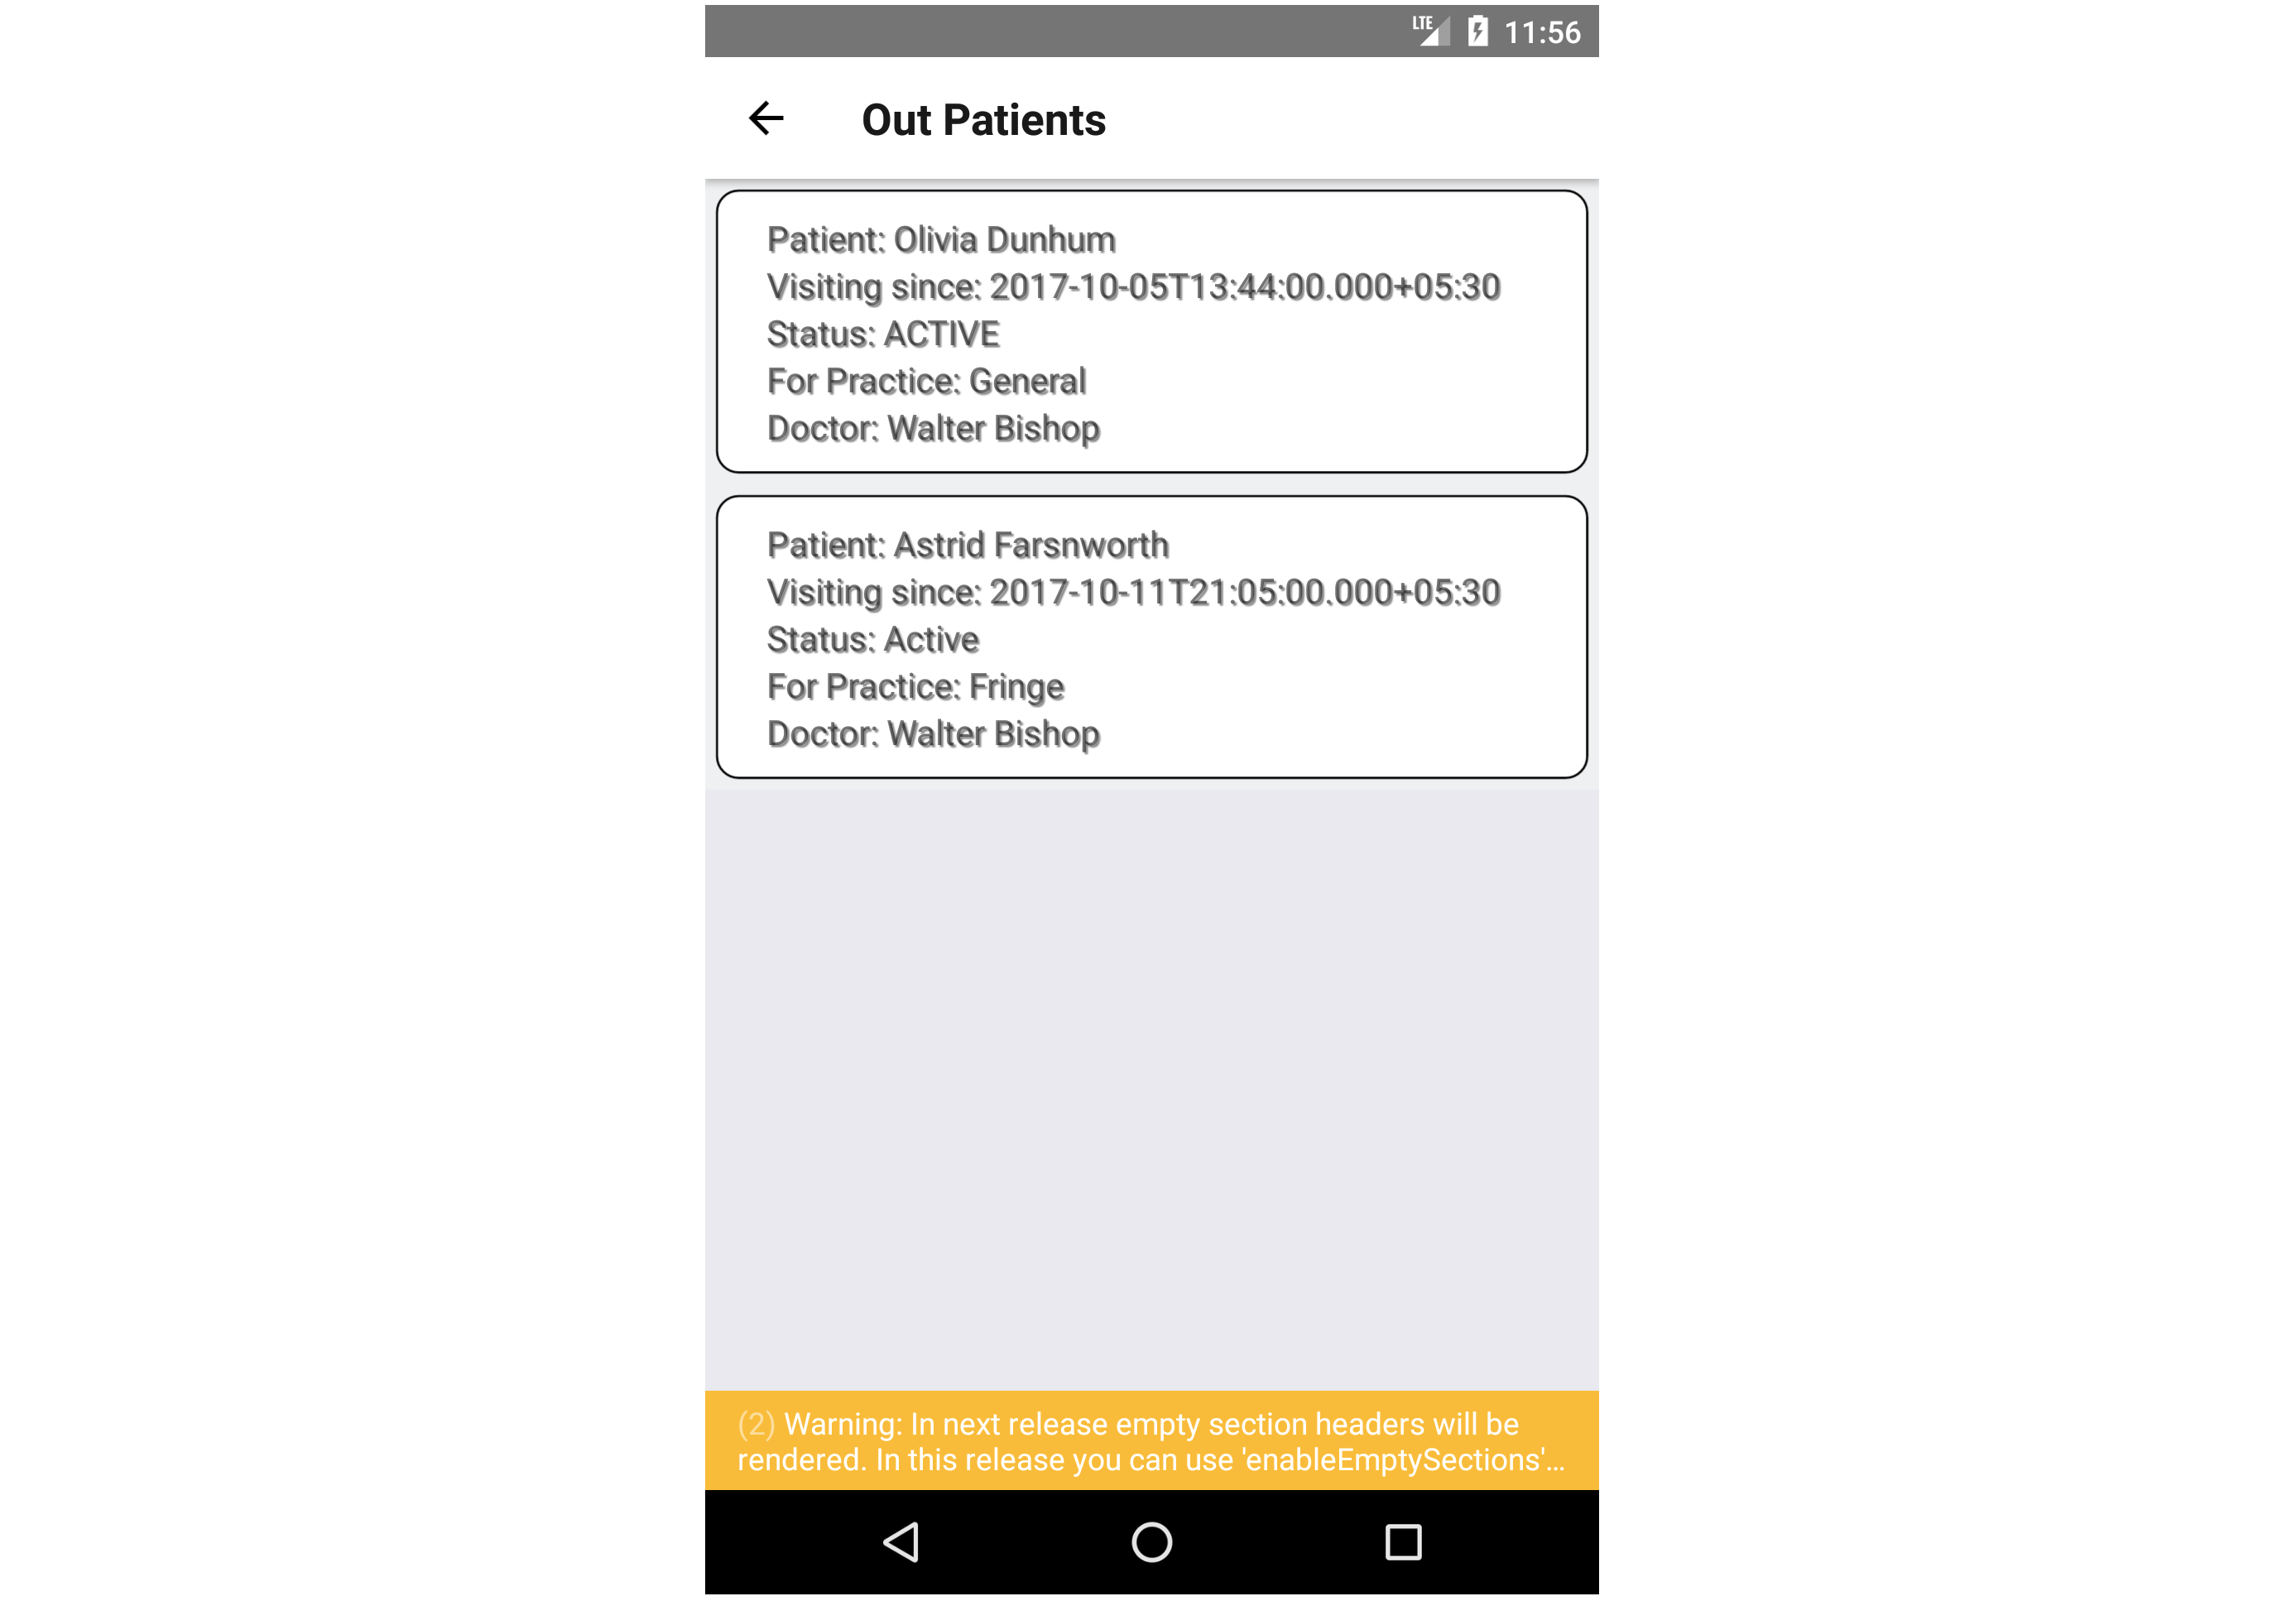 LTE 11:56
Out Patients
Patient: Olivia Dunhum
Visiting since: 2017-10-05T13:44:00.000+05:30
Status: ACTIVE
For Practice: General
Doctor: Walter Bishop
Patient: Astrid Farsnworth
Visiting since: 2017-10-11T21:05:00.000+05:30
Status: Active
For Practice: Fringe
Doctor: Walter Bishop
(2) Warning: In next release empty section headers will be
rendered. In this release you can use 'enableEmptySections'...